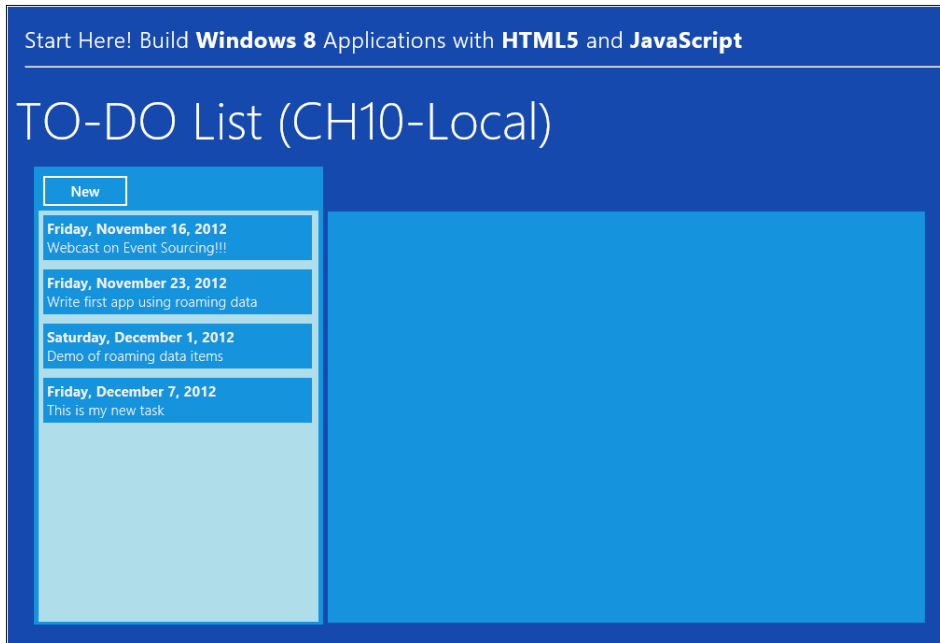 Start Here! Build Windows 8 Applications with HTML5 and JavaScript
TO-DO List (CH10-Local)
New
Friday, November 16, 2012
Webcast on Event Sourcing!!!
Friday, November 23, 2012
Write first app using roaming data
Saturday, December 1, 2012
Demo of roaming data items
Friday, December 7, 2012
This is my new task